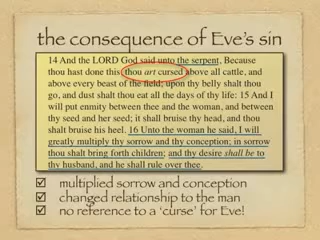 the consequence of Eve's sin
14 And the LORD God said unto the serpent, Because
thou hast done this, thou art cursed above all cattle, and
above every beast of the field; upon thy belly shalt thou
go, and dust shalt thou eat all the days of thy life: 15 And I
will put enmity between thee and the woman, and between
thy seed and her seed; it shall bruise thy head, and thou
shalt bruise his heel. 16 Unto the woman he said, I will
greatly multiply thy sorrow and thy conception; in sorrow
thou shalt bring forth children; and thy desire shall be to
thy husband, and he shall rule over thee.
☑ multiplied sorrow and conception
☑ changed relationship to the man
☑ no reference to a 'curse' for Eve!